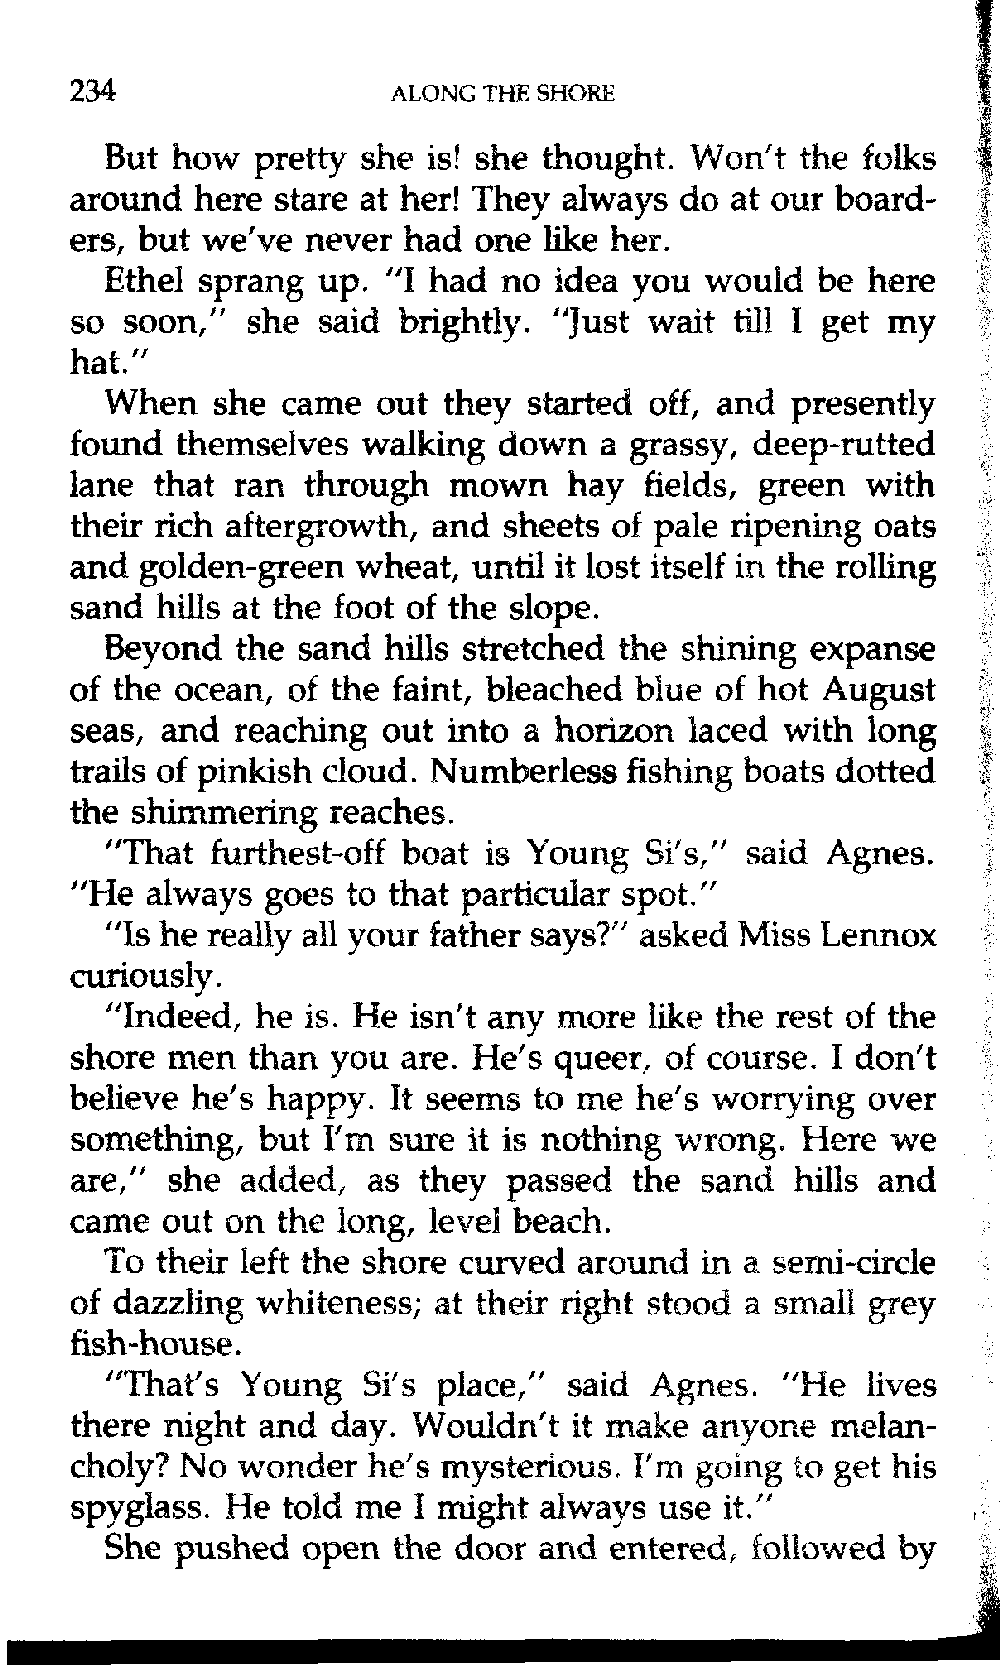 234 ALONG THE SHORE
But how pretty she is! she thought. Won't the folks
around here stare at her! They always do at our board-
ers, but we've never had one like her.
Ethel sprang up. "I had no idea you would be here
so soon," she said brightly. "Just wait till I get my
hat."
When she came out they started off, and presently
found themselves walking down a grassy, deep-rutted
lane that ran through mown hay fields, green with
their rich aftergrowth, and sheets of pale ripening oats
and golden-green wheat, until it lost itself in the rolling
sand hills at the foot of the slope.
Beyond the sand hills stretched the shining expanse
of the ocean, of the faint, bleached blue of hot August
seas, and reaching out into a horizon laced with long
trails of pinkish cloud. Numberless fishing boats dotted
the shimmering reaches.
"That furthest-off boat is Young Si's," said Agnes.
"He always goes to that particular spot."
"Is he really all your father says?" asked Miss Lennox
curiously.
"Indeed, he is. He isn't any more like the rest of the
shore men than you are. He's queer, of course. I don't
believe he's happy. It seems to me he's worrying over
something, but I'm sure it is nothing wrong. Here we
are," she added, as they passed the sand hills and
came out on the long, level beach.
To their left the shore curved around in a semi-circle
of dazzling whiteness; at their right stood a small grey
fish-house.
"That's Young Si's place," said Agnes. "He lives
there night and day. Wouldn't it make anyone melan-
choly? No wonder he's mysterious. I'm going to get his
spyglass. He told me I might always use it."
She pushed open the door and entered, followed by